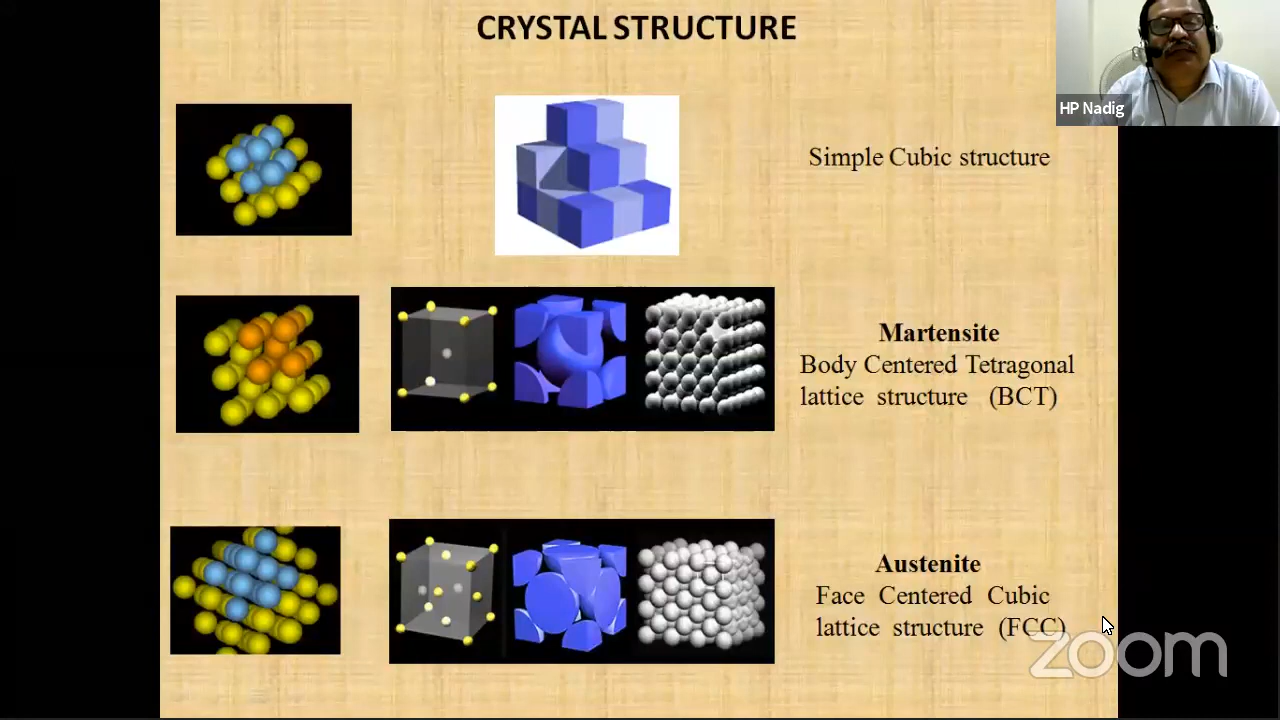 CRYSTAL STRUCTURE
HP Nadig
Simple Cubic structure
Martensite
Body Centered Tetragonal
lattice structure (BCT)
Austenite
Face Centered Cubic
lattice structure (FCC)
zoom